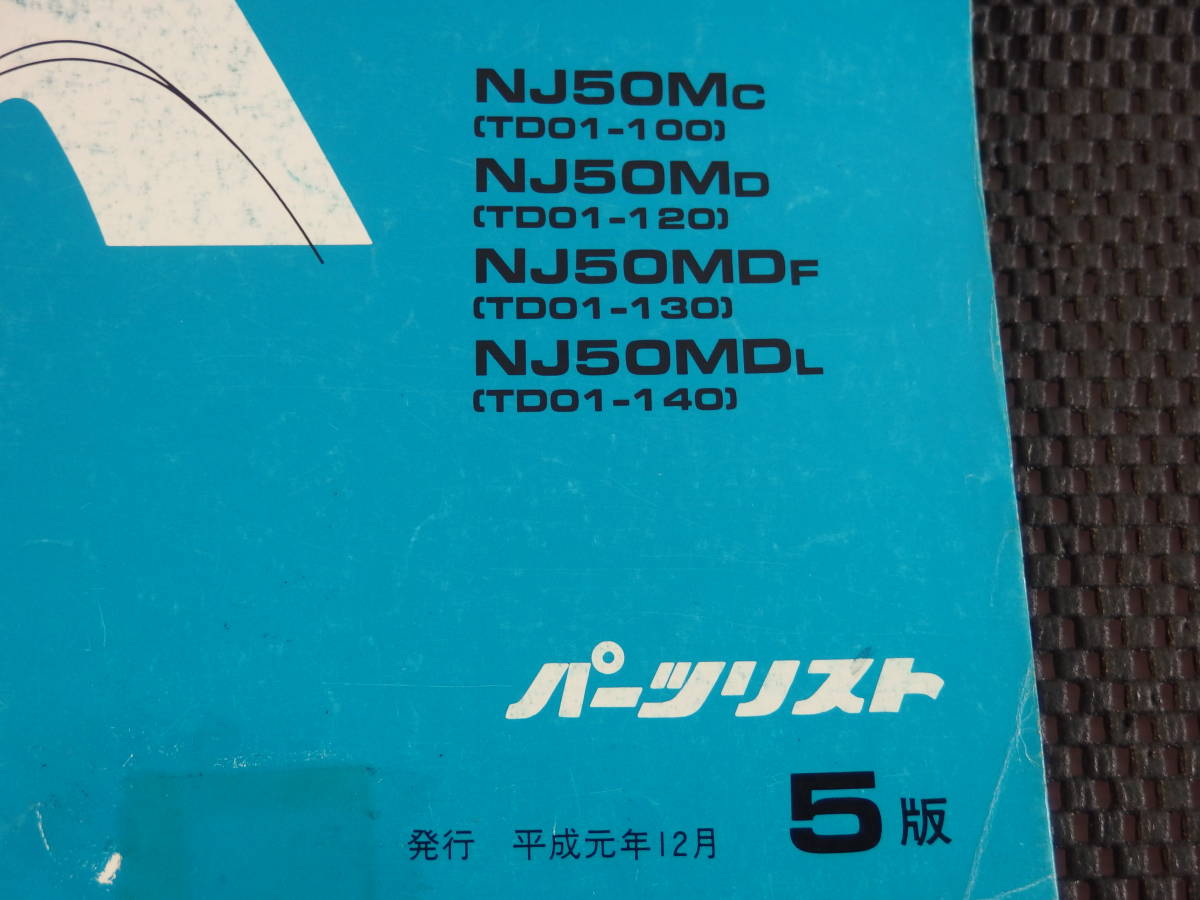 NJ50MC
(TD01-100)
NJ50MD
(TD01-120)
NJ50MDF
(TD01-130)
NJ50MDL
(TD01-140)
パーツリスト
発行 平成元年12月 5版